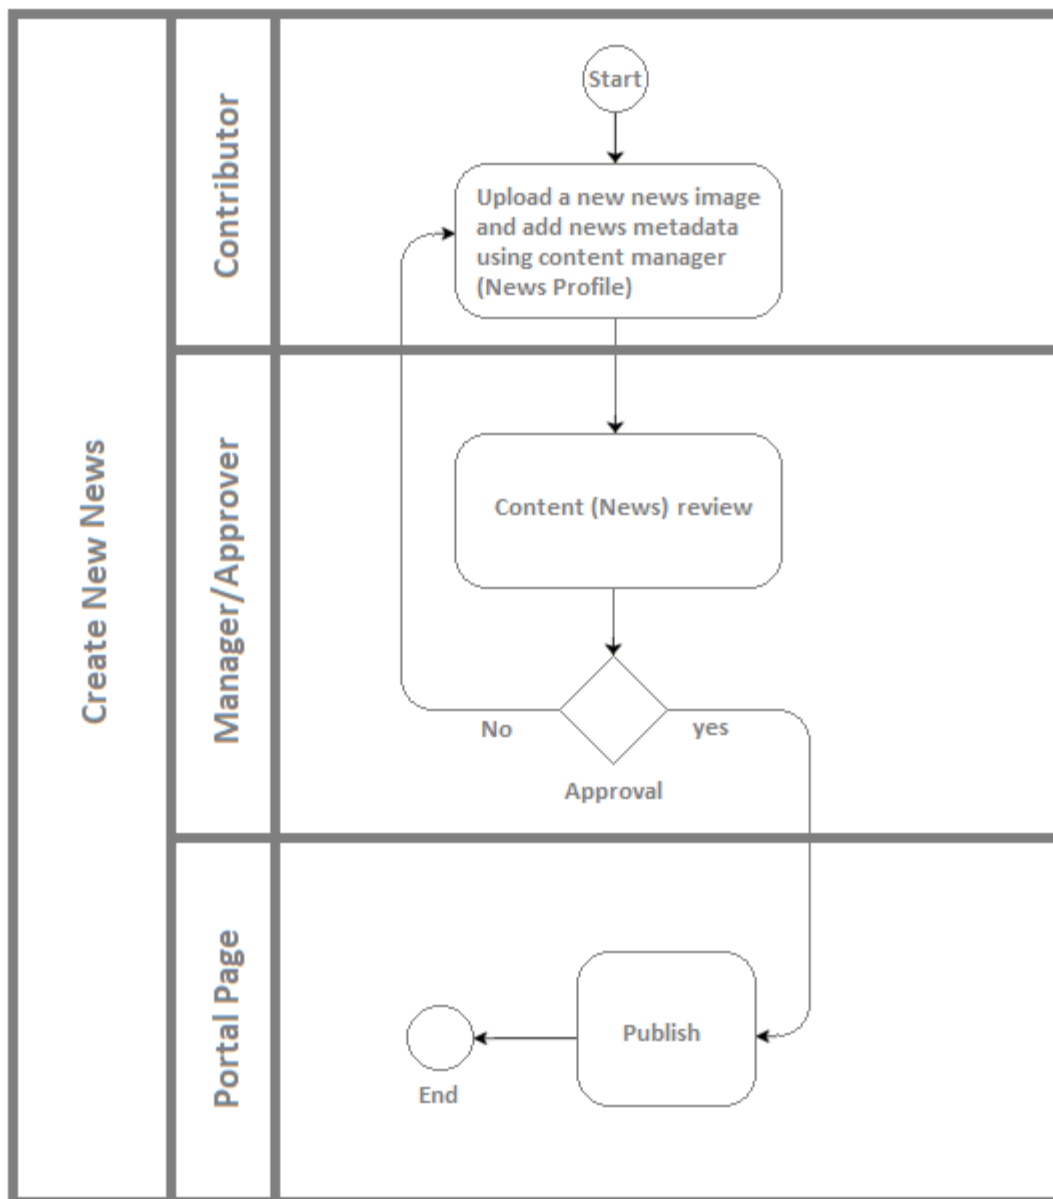 Create New News
Contributor
Start
Upload a new news image
and add news metadata
using content manager
(News Profile)
Manager/Approver
Content (News) review
No
yes
Approval
Portal Page
Publish
End